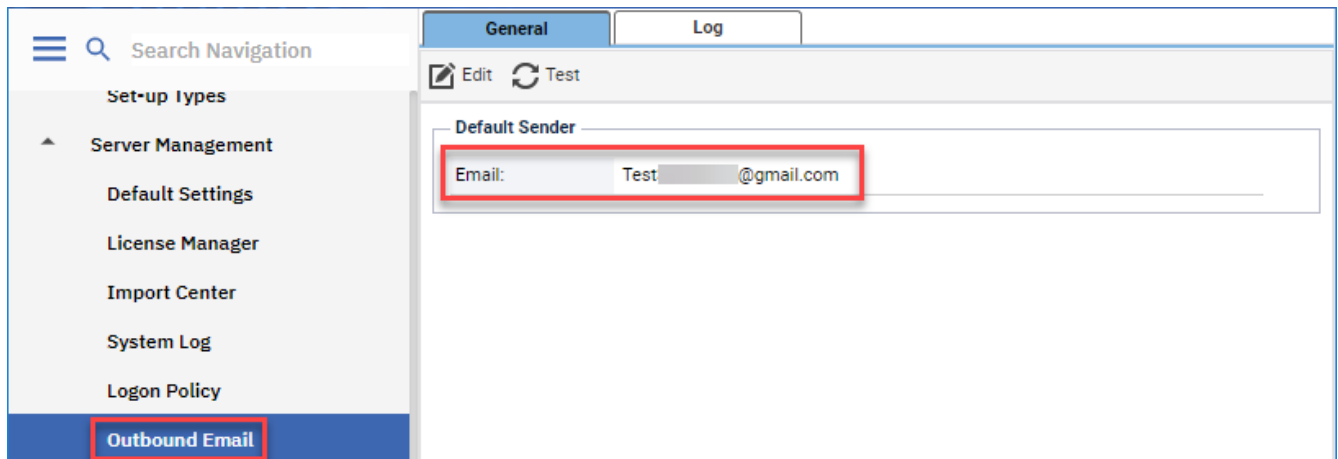 Search Navigation
Set-up Types
Server Management
Default Settings
License Manager
Import Center
System Log
Logon Policy
Outbound Email
General
Log
Edit
Test
Default Sender
Email: Test @gmail.com